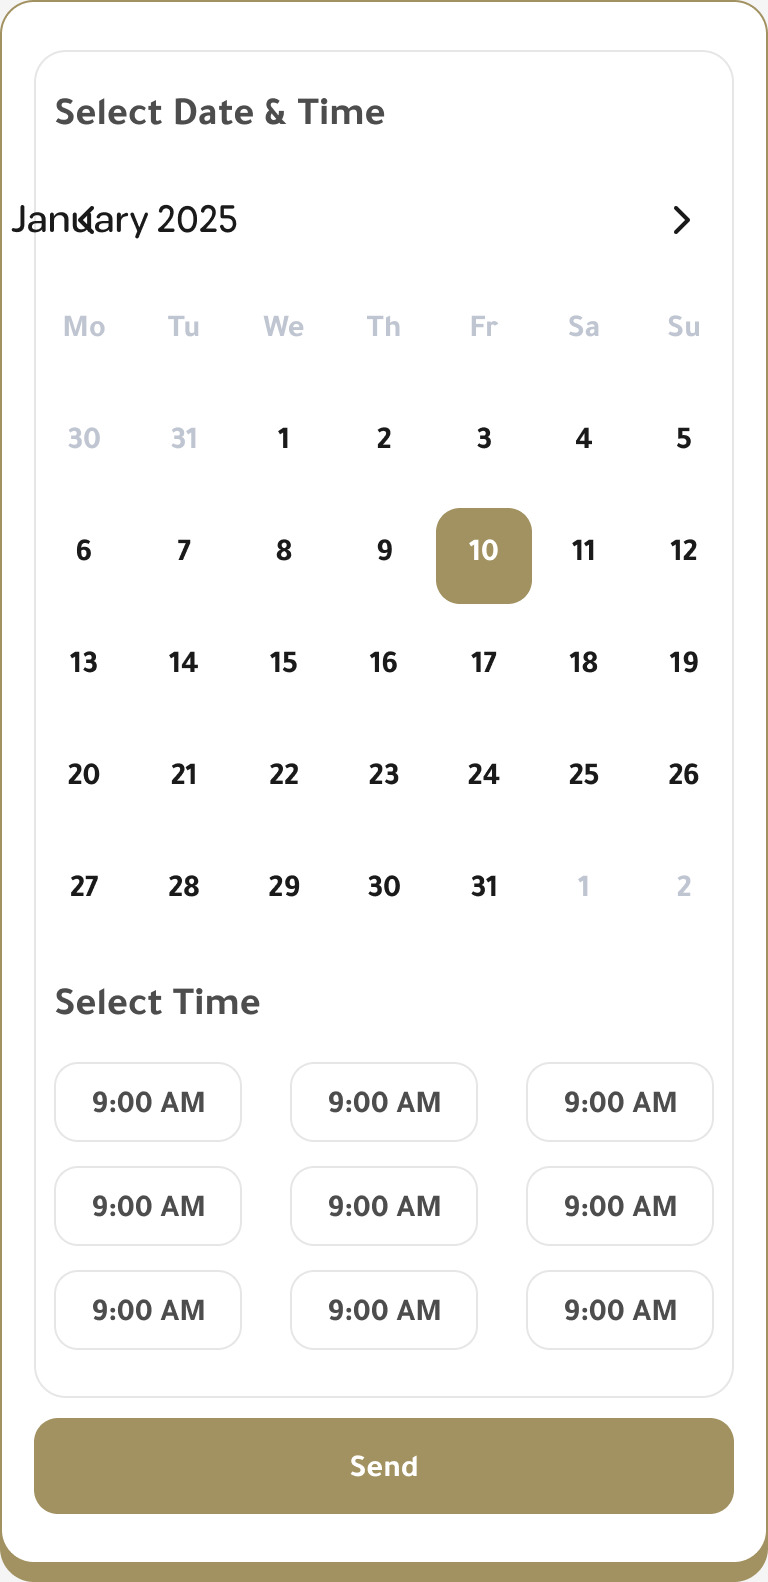 Select Date & Time
January 2025
Mo Tu We Th Fr Sa Su
30 31 1 2 3 4 5
6 7 8 9 10 11 12
13 14 15 16 17 18 19
20 21 22 23 24 25 26
27 28 29 30 31 1 2
Select Time
9:00 AM 9:00 AM 9:00 AM
9:00 AM 9:00 AM 9:00 AM
9:00 AM 9:00 AM 9:00 AM
Send